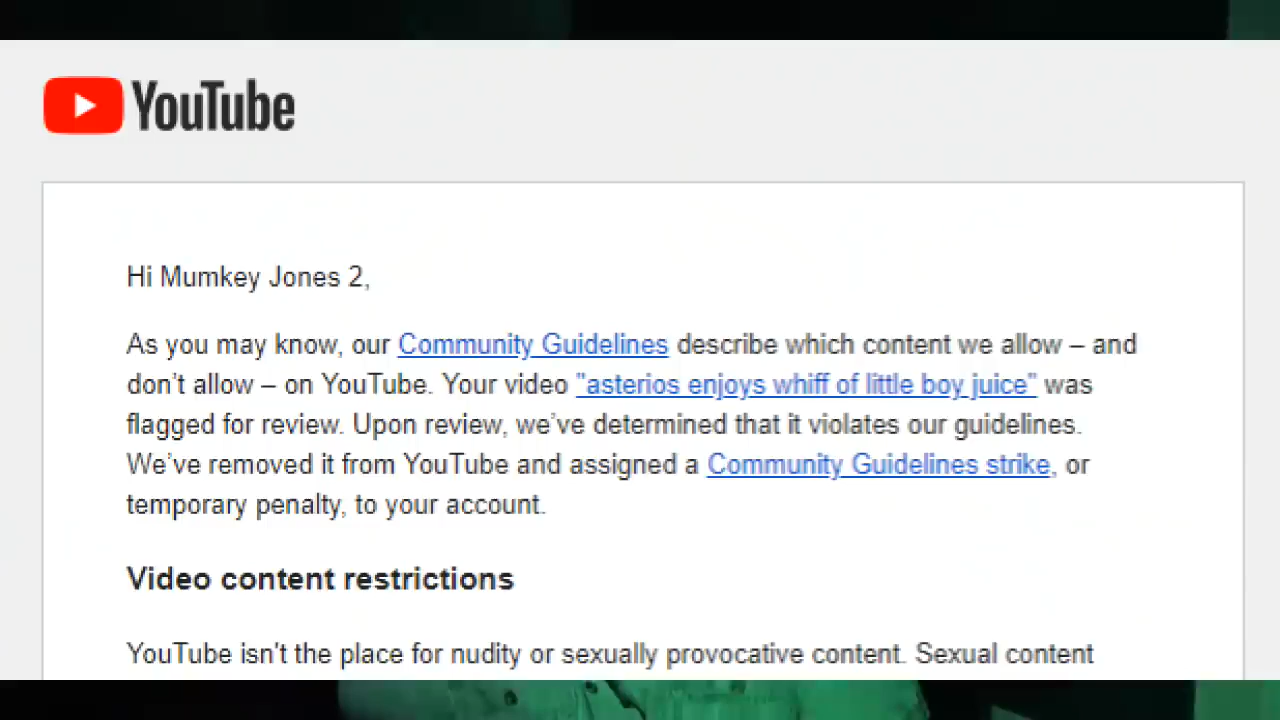 YouTube
Hi Mumkey Jones 2,
As you may know, our Community Guidelines describe which content we allow – and
don't allow – on YouTube. Your video "asterios enjoys whiff of little boy juice" was
flagged for review. Upon review, we've determined that it violates our guidelines.
We've removed it from YouTube and assigned a Community Guidelines strike, or
temporary penalty, to your account.
Video content restrictions
YouTube isn't the place for nudity or sexually provocative content. Sexual content